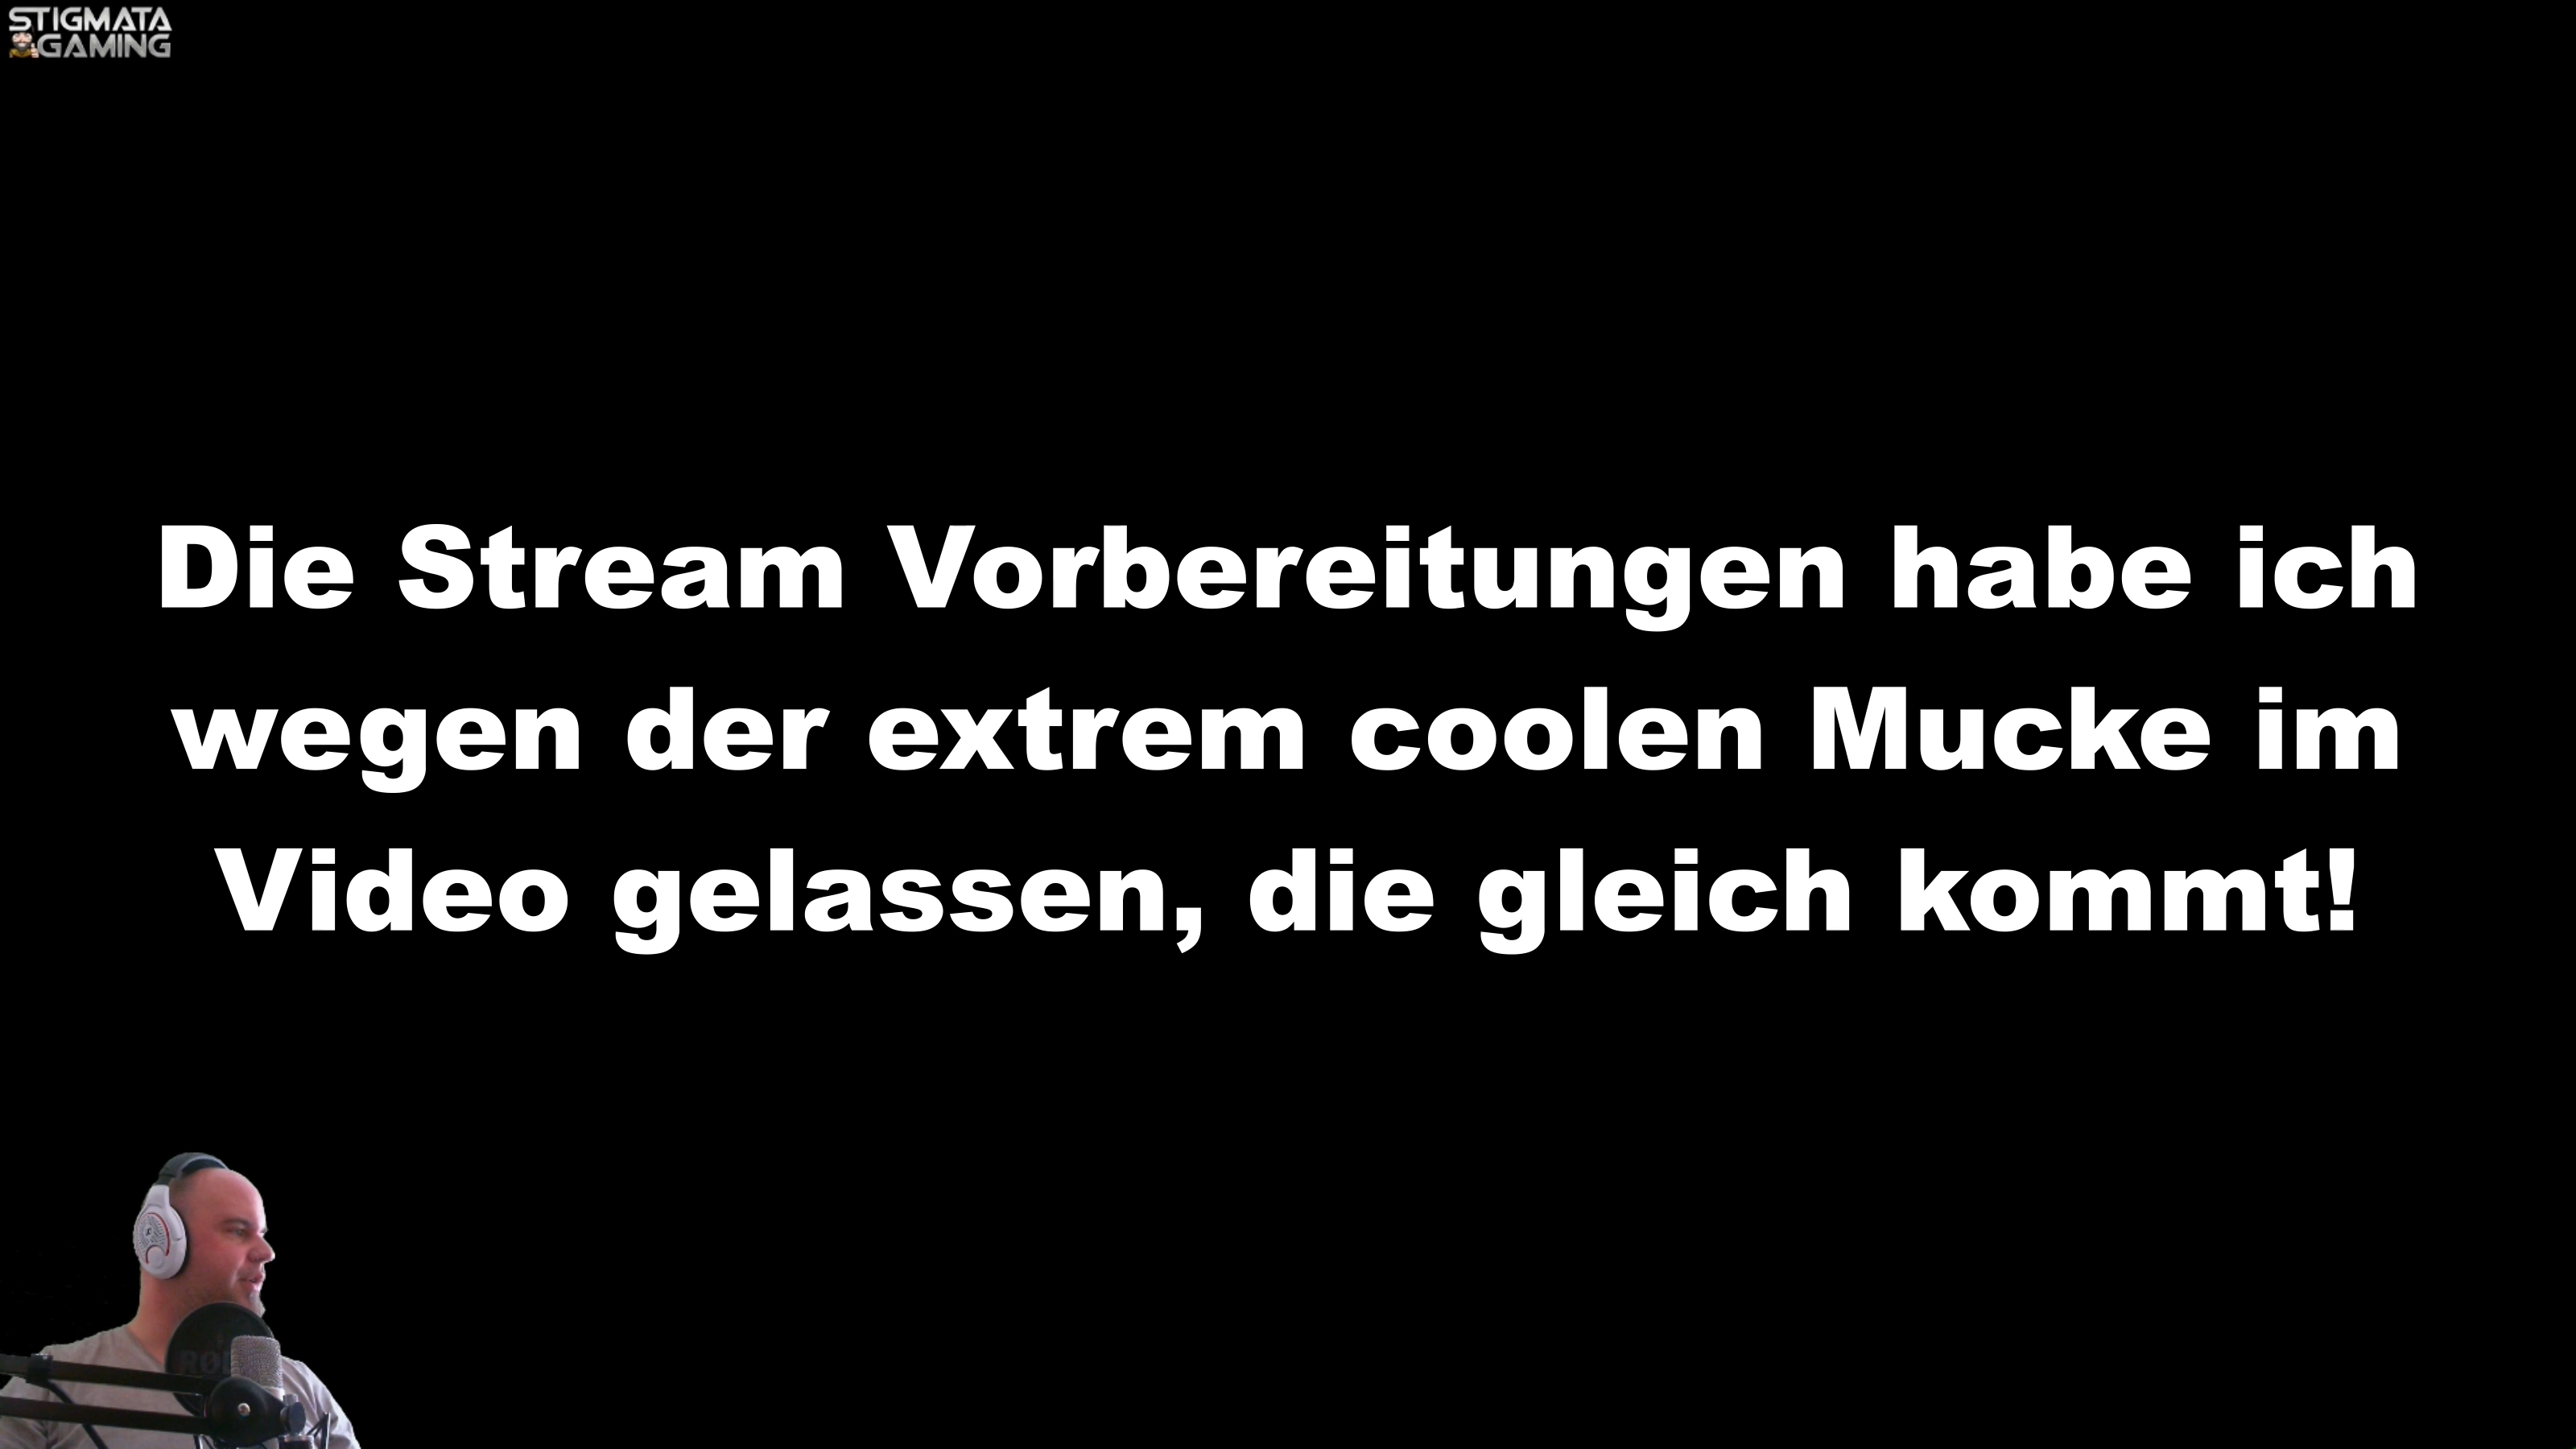 STIGMATA
GAMING
Die Stream Vorbereitungen habe ich
wegen der extrem coolen Mucke im
Video gelassen, die gleich kommt!